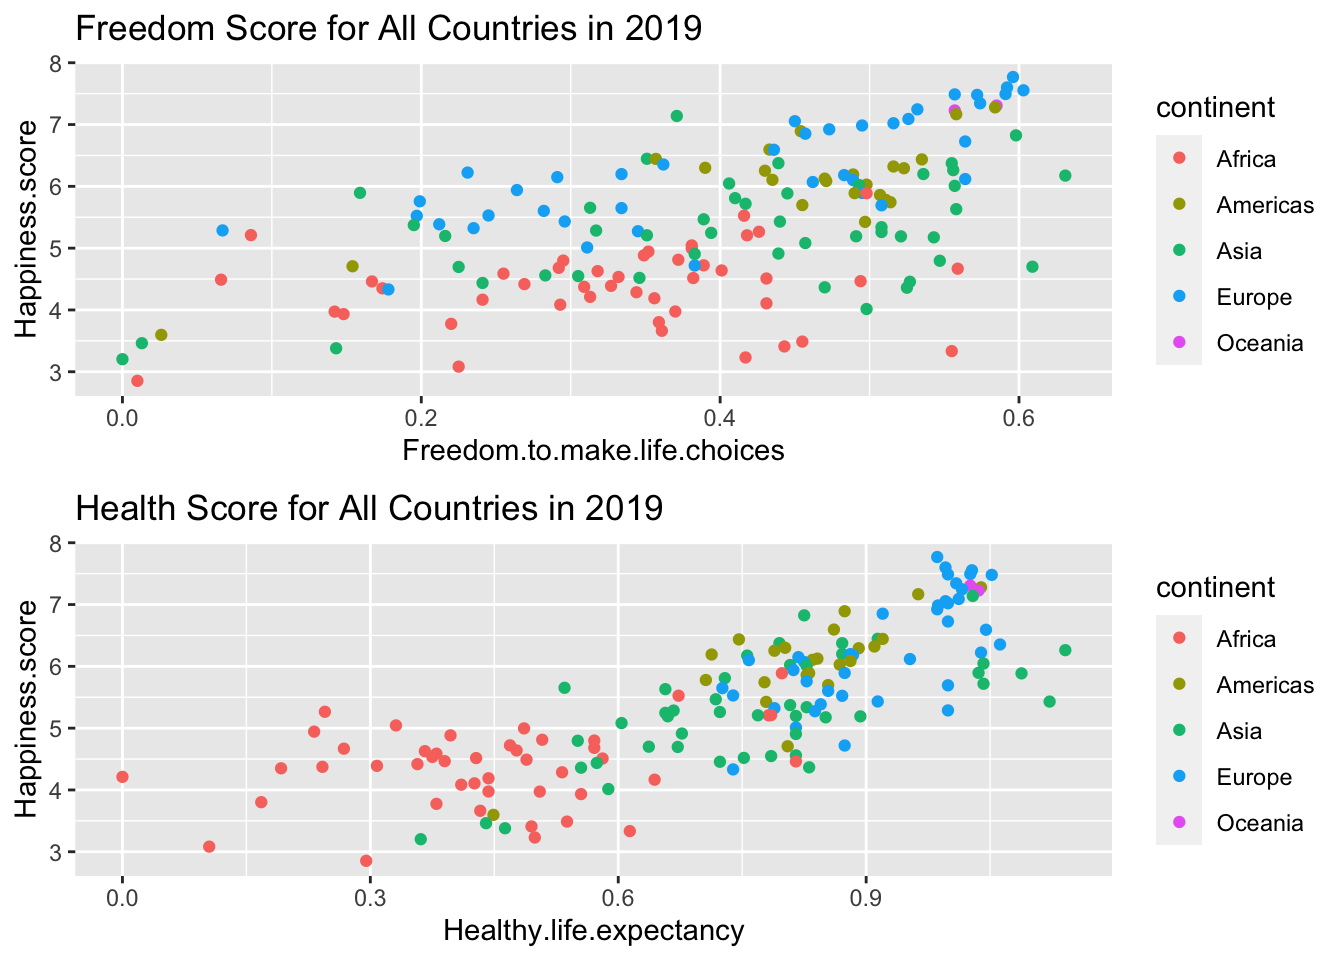 Freedom Score for All Countries in 2019
8
7
6
5
4
3
Happiness.score
0.0 0.2 0.4 0.6
Freedom.to.make.life.choices
continent
Africa
Americas
Asia
Europe
Oceania
Health Score for All Countries in 2019
8
7
6
5
4
3
Happiness.score
0.0 0.3 0.6 0.9
Healthy.life.expectancy
continent
Africa
Americas
Asia
Europe
Oceania